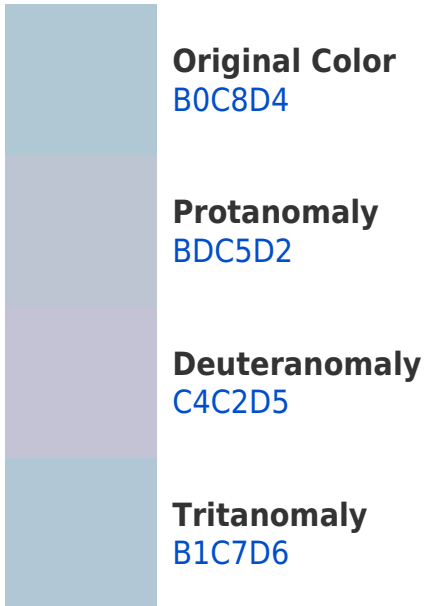 Original Color
B0C8D4
Protanomaly
BDC5D2
Deuteranomaly
C4C2D5
Tritanomaly
B1C7D6